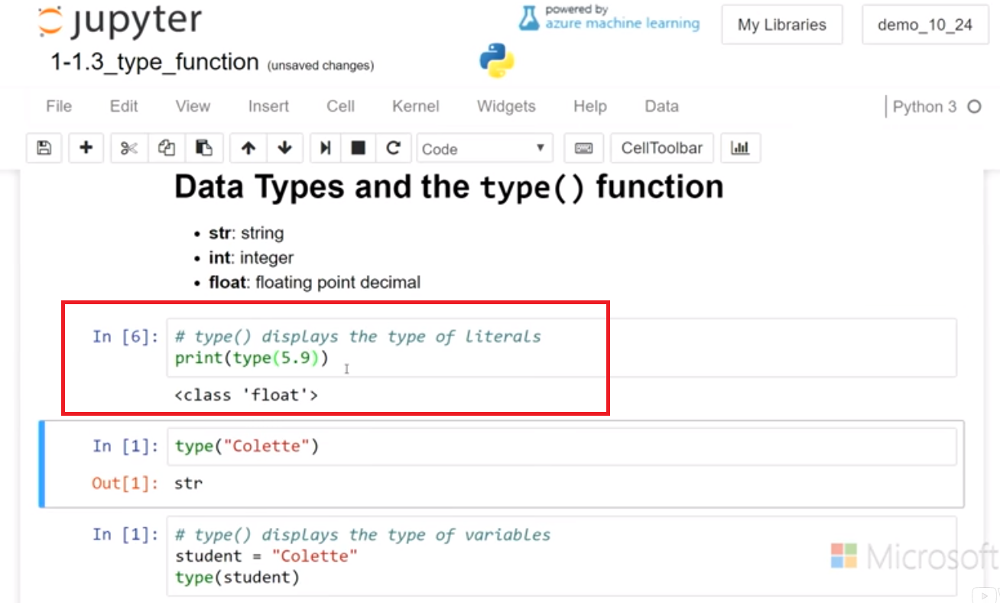 jupyter
powered by
azure machine learning
My Libraries
demo_10_24
1-1.3_type_function (unsaved changes)
File Edit View Insert Cell Kernel Widgets Help Data Python 3
Code
CellToolbar
Data Types and the type() function
• str: string
• int: integer
• float: floating point decimal
In [6]: # type() displays the type of literals
print(type(5.9))
<class 'float'>
In [1]: type("Colette")
Out[1]: str
In [1]: # type() displays the type of variables
student = "Colette"
type(student)
Microsoft